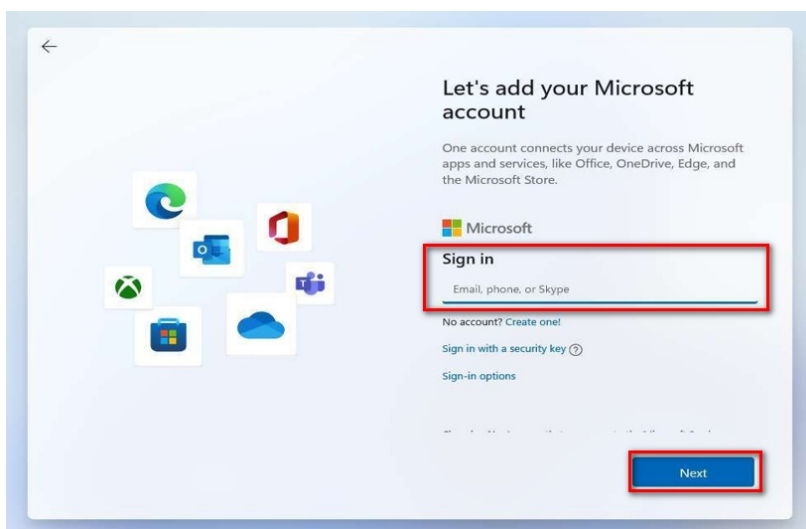 Let's add your Microsoft
account
One account connects your device across Microsoft
apps and services, like Office, OneDrive, Edge, and
the Microsoft Store.
Microsoft
Sign in
Email, phone, or Skype
No account? Create one!
Sign in with a security key
Sign-in options
Next